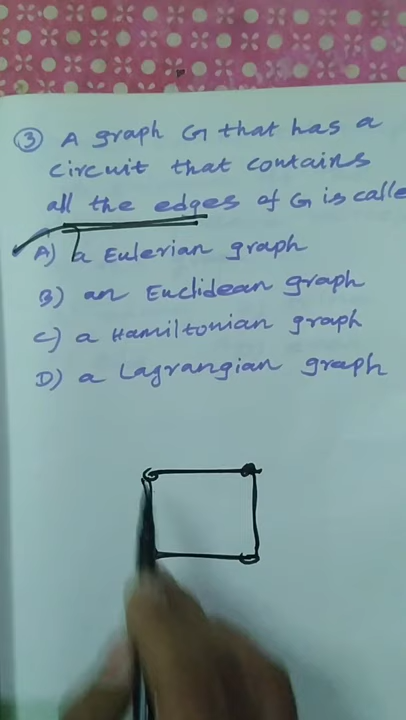 ③ A graph G that has a
circuit that contains
all the edges of G is calle
A) a Eulerian graph
B) an Euclidean graph
C) a Hamiltonian graph
D) a Lagrangian graph